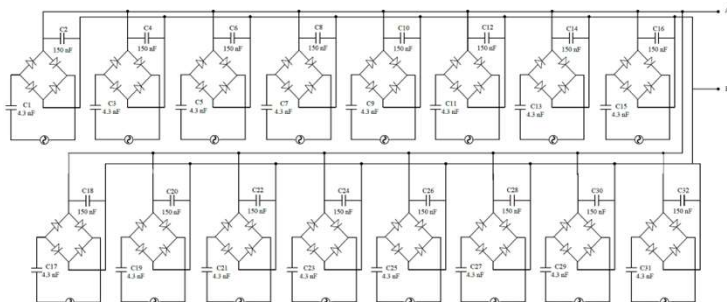 C2
C4
C6
C8
C10
C12
C14
C16
150 nF
150 nF
150 nF
150 nF
150 nF
150 nF
150 nF
150 nF
C1
C3
C5
C7
C9
C11
C13
C15
4.3 nF
4.3 nF
4.3 nF
4.3 nF
4.3 nF
4.3 nF
4.3 nF
4.3 nF
C18
C20
C22
C24
C26
C28
C30
C32
150 nF
150 nF
150 nF
150 nF
150 nF
150 nF
150 nF
150 nF
C17
C19
C21
C23
C25
C27
C29
C31
4.3 nF
4.3 nF
4.3 nF
4.3 nF
4.3 nF
4.3 nF
4.3 nF
4.3 nF